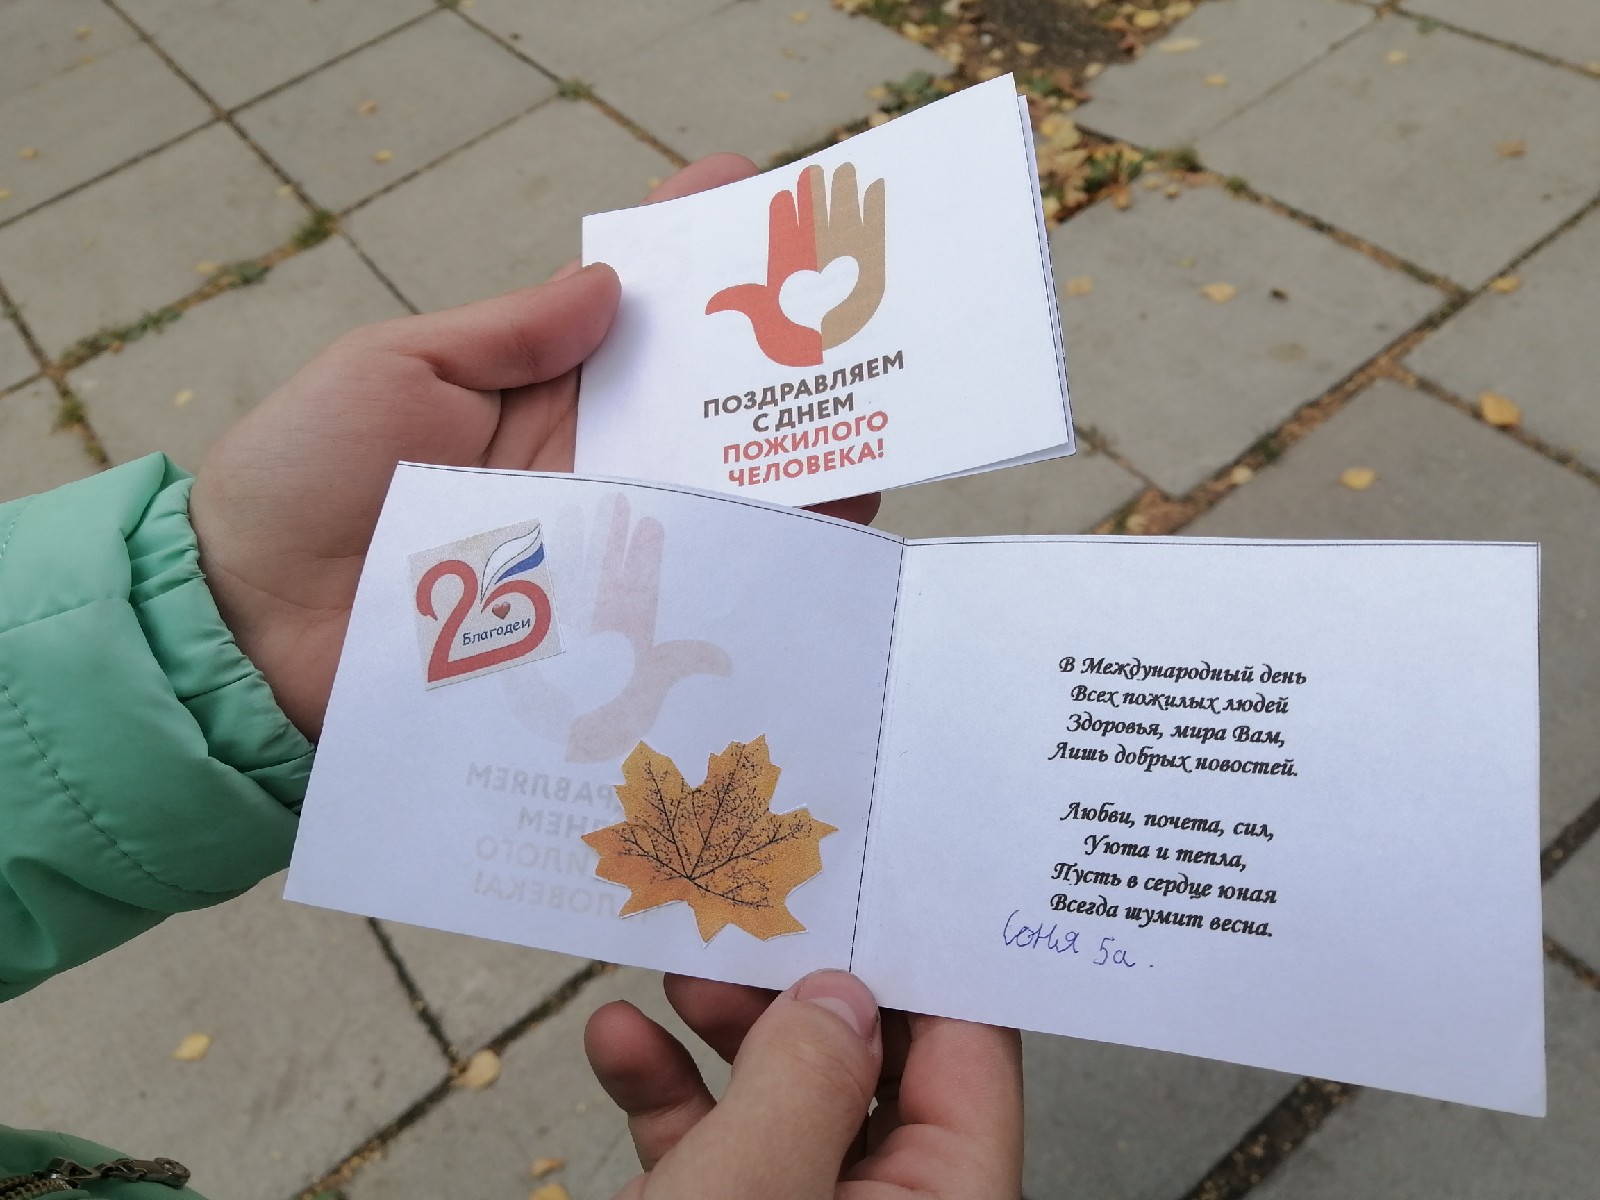 ПОЗДРАВЛЯЕМ
С ДНЕМ
ПОЖИЛОГО
ЧЕЛОВЕКА!
25
Благодеи
В Международный день
Всех пожилых людей
Здоровья, мира Вам,
Лишь добрых новостей.
Любви, почета, сил,
Уюта и тепла,
Пусть в сердце юная
Всегда шумит весна.
Соня 5а.